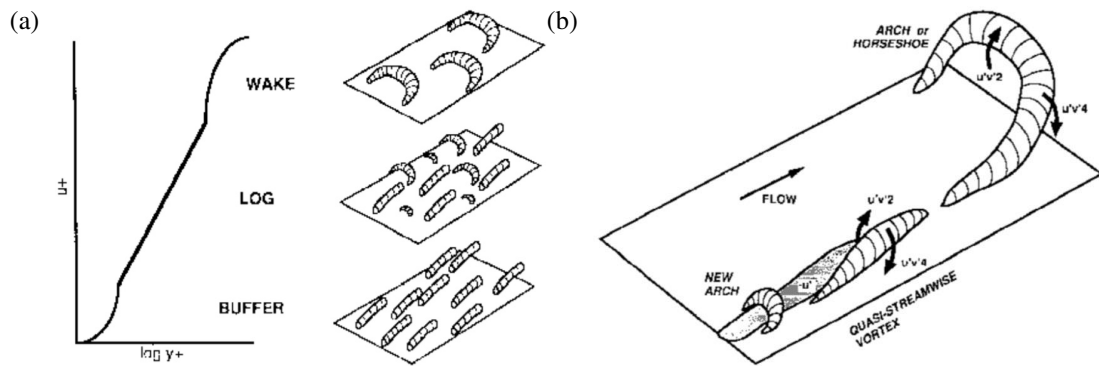 (a)
WAKE
LOG
BUFFER
u+
log y+
(b)
ARCH or
HORSESHOE
u'v'2
u'v'4
FLOW
u'v'2
u'v'4
-u'
NEW
ARCH
QUASI-STREAMWISE
VORTEX